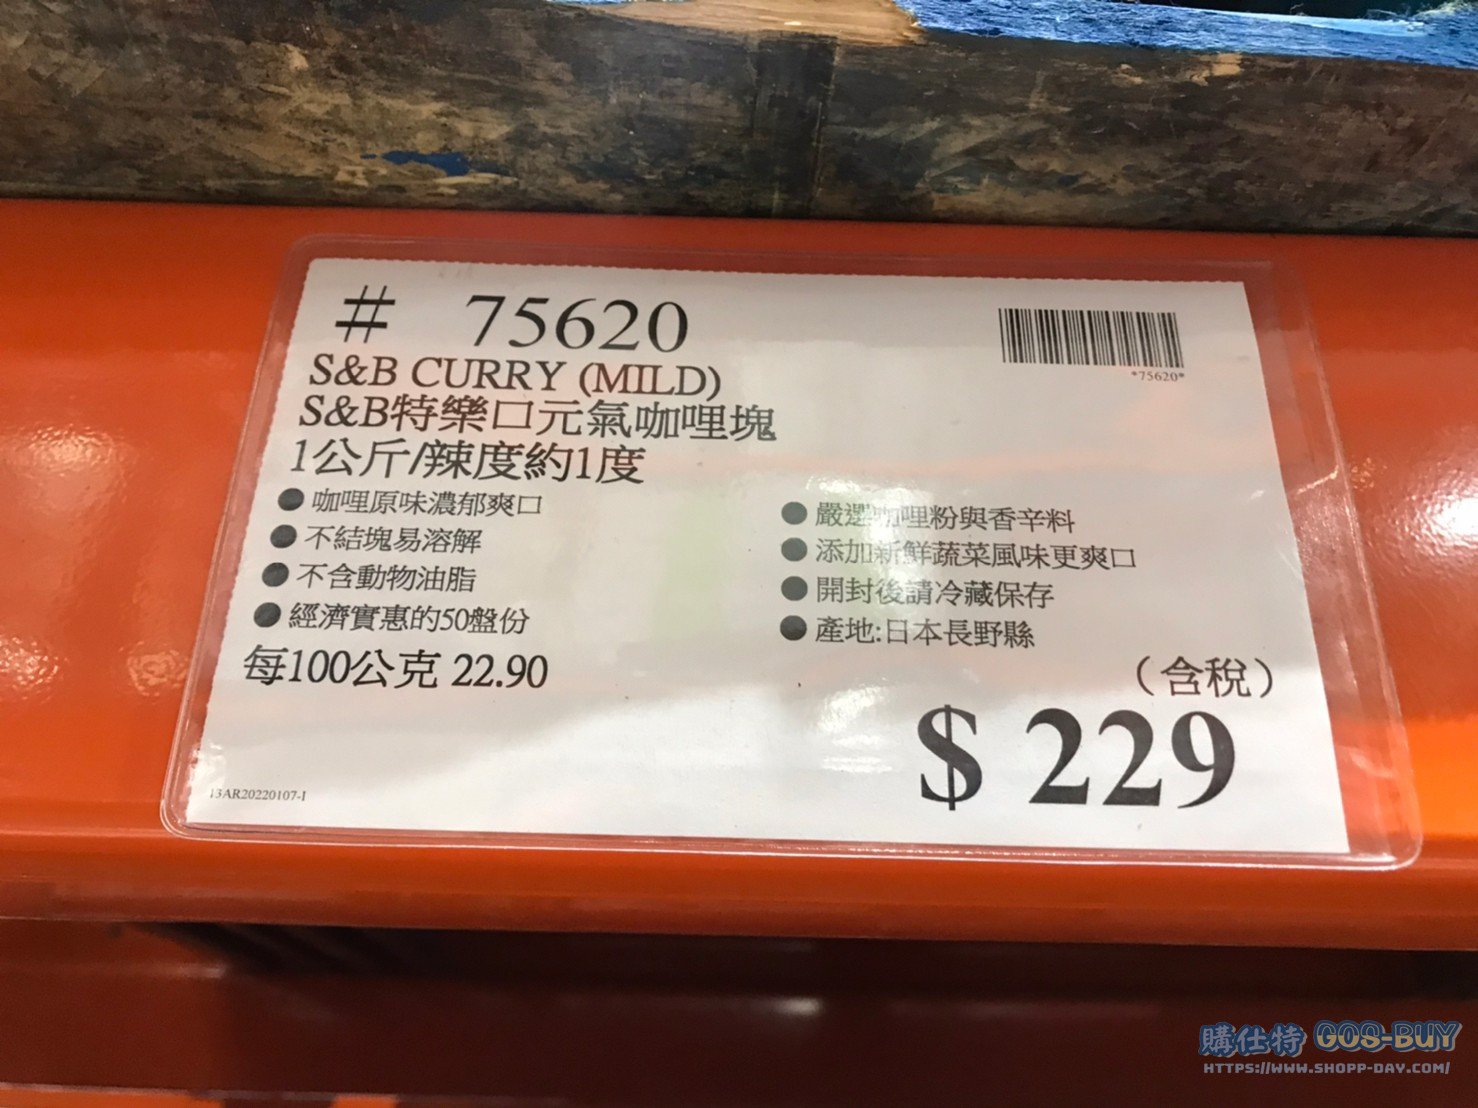 # 75620
*75620*
S&B CURRY (MILD)
S&B特樂口元氣咖哩塊
1公斤/辣度約1度
●咖哩原味濃郁爽口
●不結塊易溶解
●不含動物油脂
●經濟實惠的50盤份
●嚴選咖哩粉與香辛料
●添加新鮮蔬菜風味更爽口
●開封後請冷藏保存
●產地:日本長野縣
每100公克 22.90
(含稅)
$ 229
13AR20220107-I
購仕特 GOS-BUY
HTTPS://WWW.SHOPP-DAY.COM/